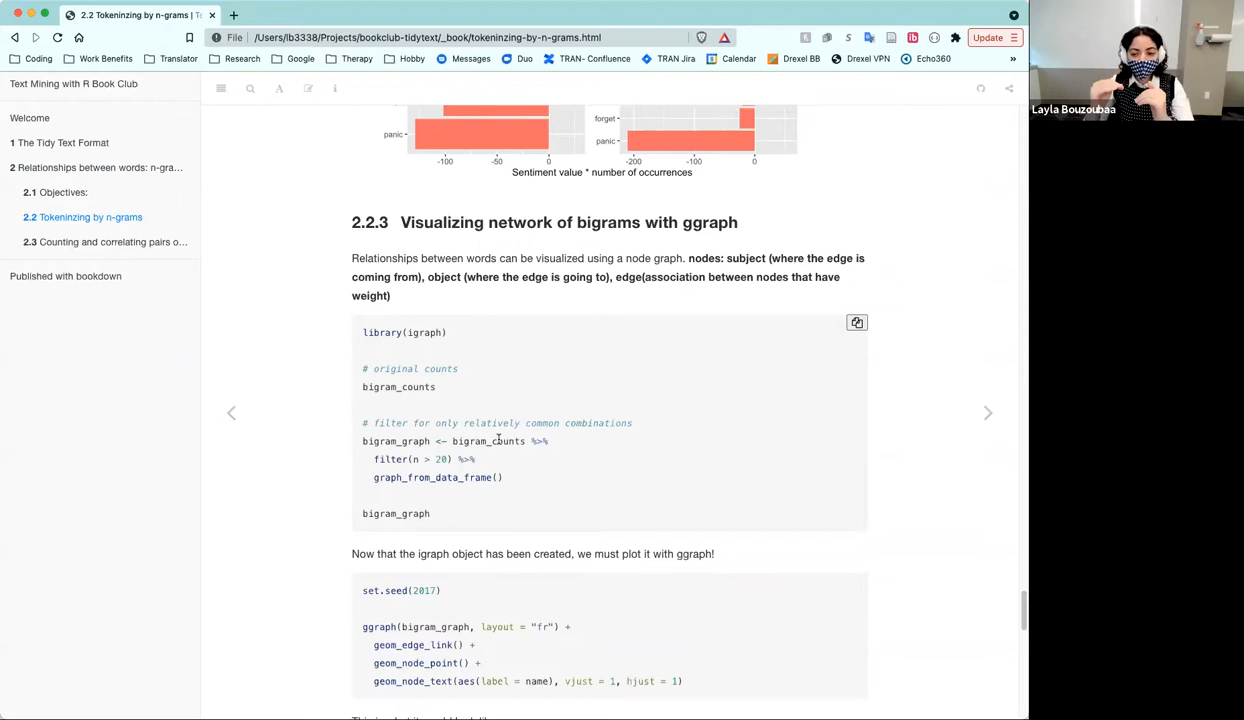 2.2 Tokeninzing by n-grams | Te
File /Users/lb3338/Projects/bookclub-tidytext/_book/tokeninzing-by-n-grams.html
Update
Coding Work Benefits Translator Research Google Therapy Hobby Messages Duo TRAN- Confluence TRAN Jira Calendar Drexel BB Drexel VPN Echo360 »
Text Mining with R Book Club
Welcome
1 The Tidy Text Format
2 Relationships between words: n-gra...
2.1 Objectives:
2.2 Tokeninzing by n-grams
2.3 Counting and correlating pairs o...
Published with bookdown
Layla Bouzoubaa
forget
panic
panic
-100 -50 0
-200 -100 0
Sentiment value * number of occurrences
2.2.3 Visualizing network of bigrams with ggraph
Relationships between words can be visualized using a node graph. nodes: subject (where the edge is
coming from), object (where the edge is going to), edge(association between nodes that have
weight)
library(igraph)
# original counts
bigram_counts
# filter for only relatively common combinations
bigram_graph <- bigram_counts %>%
filter(n > 20) %>%
graph_from_data_frame()
bigram_graph
Now that the igraph object has been created, we must plot it with ggraph!
set.seed(2017)
ggraph(bigram_graph, layout = "fr") +
geom_edge_link() +
geom_node_point() +
geom_node_text(aes(label = name), vjust = 1, hjust = 1)